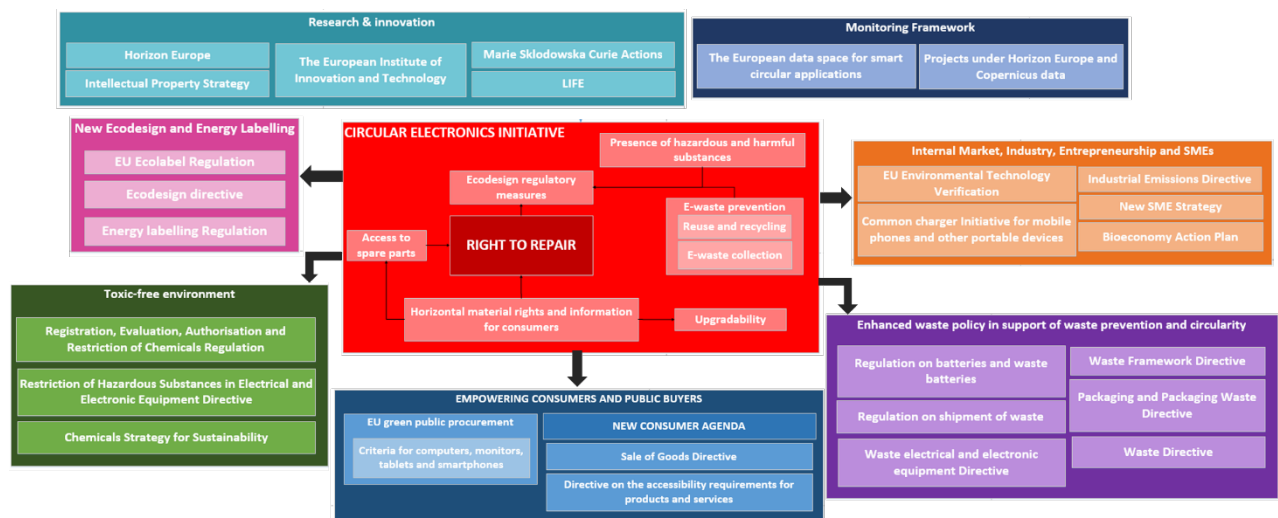 Research & innovation
Horizon Europe
Intellectual Property Strategy
The European Institute of
Innovation and Technology
Marie Sklodowska Curie Actions
LIFE
Monitoring Framework
The European data space for smart
circular applications
Projects under Horizon Europe and
Copernicus data
New Ecodesign and Energy Labelling
EU Ecolabel Regulation
Ecodesign directive
Energy labelling Regulation
CIRCULAR ELECTRONICS INITIATIVE
Presence of hazardous and harmful
substances
Ecodesign regulatory
measures
E-waste prevention
Reuse and recycling
E-waste collection
Access to
spare parts
RIGHT TO REPAIR
Horizontal material rights and information
for consumers
Upgradability
Internal Market, Industry, Entrepreneurship and SMEs
EU Environmental Technology
Verification
Common charger Initiative for mobile
phones and other portable devices
Industrial Emissions Directive
New SME Strategy
Bioeconomy Action Plan
Toxic-free environment
Registration, Evaluation, Authorisation and
Restriction of Chemicals Regulation
Restriction of Hazardous Substances in Electrical and
Electronic Equipment Directive
Chemicals Strategy for Sustainability
EMPOWERING CONSUMERS AND PUBLIC BUYERS
EU green public procurement
Criteria for computers, monitors,
tablets and smartphones
NEW CONSUMER AGENDA
Sale of Goods Directive
Directive on the accessibility requirements for
products and services
Enhanced waste policy in support of waste prevention and circularity
Regulation on batteries and waste
batteries
Regulation on shipment of waste
Waste electrical and electronic
equipment Directive
Waste Framework Directive
Packaging and Packaging Waste
Directive
Waste Directive